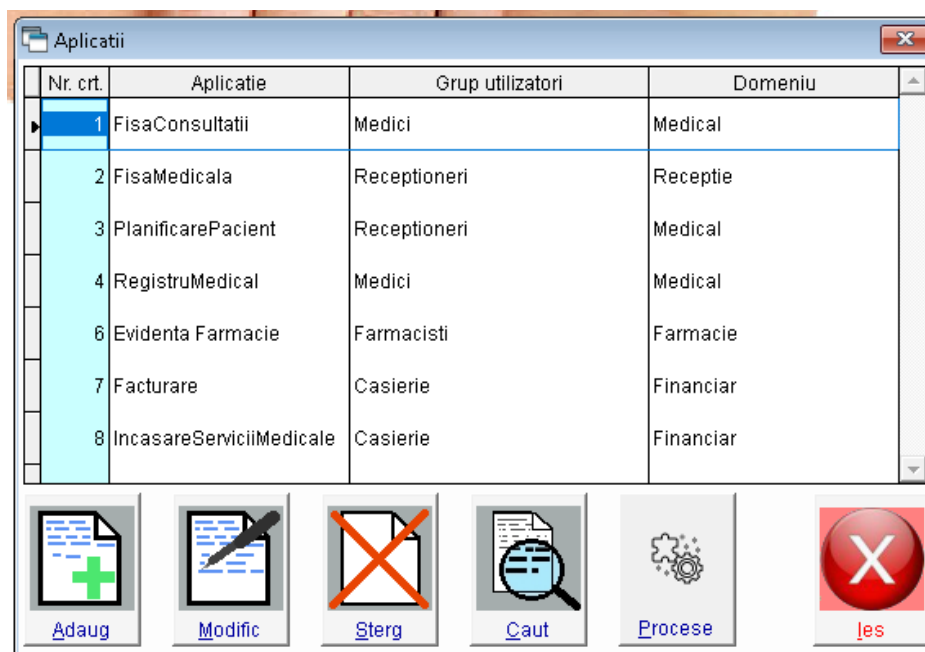 Aplicatii
Nr. crt. Aplicatie Grup utilizatori Domeniu
1 FisaConsultatii Medici Medical
2 FisaMedicala Receptioneri Receptie
3 PlanificarePacient Receptioneri Medical
4 RegistruMedical Medici Medical
6 Evidenta Farmacie Farmacisti Farmacie
7 Facturare Casierie Financiar
8 IncasareServiciiMedicale Casierie Financiar
Adaug Modific Sterg Caut Procese Ies